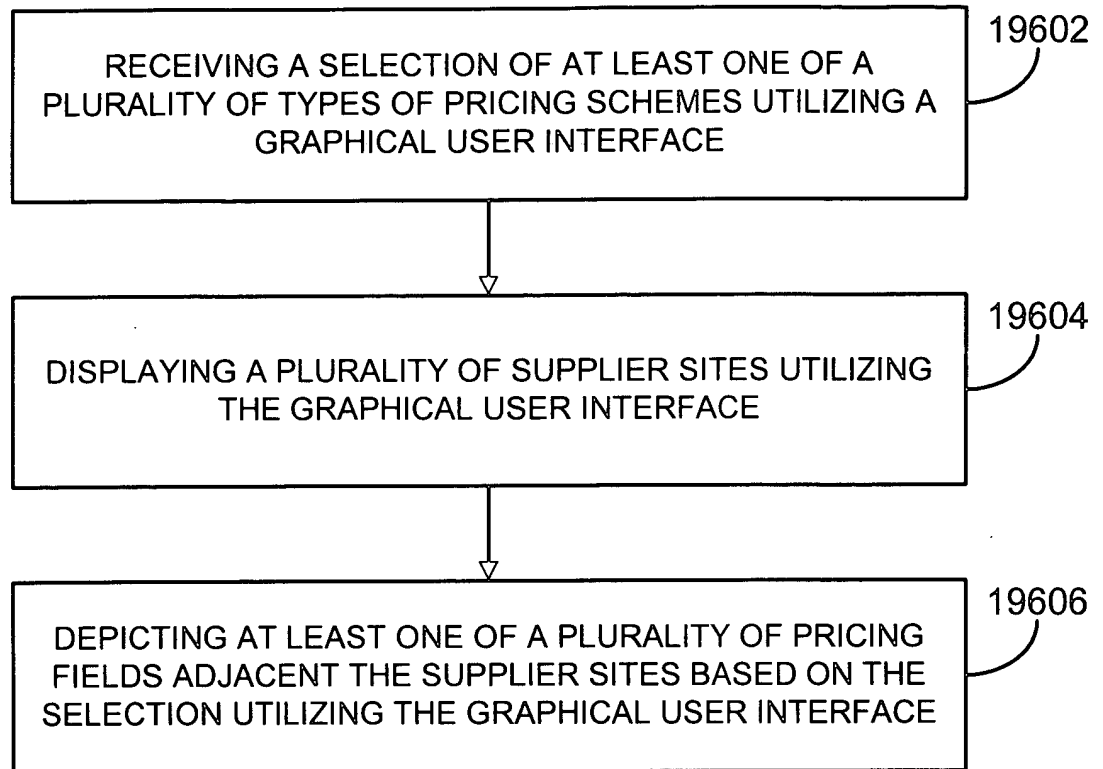 19602
RECEIVING A SELECTION OF AT LEAST ONE OF A
PLURALITY OF TYPES OF PRICING SCHEMES UTILIZING A
GRAPHICAL USER INTERFACE
19604
DISPLAYING A PLURALITY OF SUPPLIER SITES UTILIZING
THE GRAPHICAL USER INTERFACE
19606
DEPICTING AT LEAST ONE OF A PLURALITY OF PRICING
FIELDS ADJACENT THE SUPPLIER SITES BASED ON THE
SELECTION UTILIZING THE GRAPHICAL USER INTERFACE